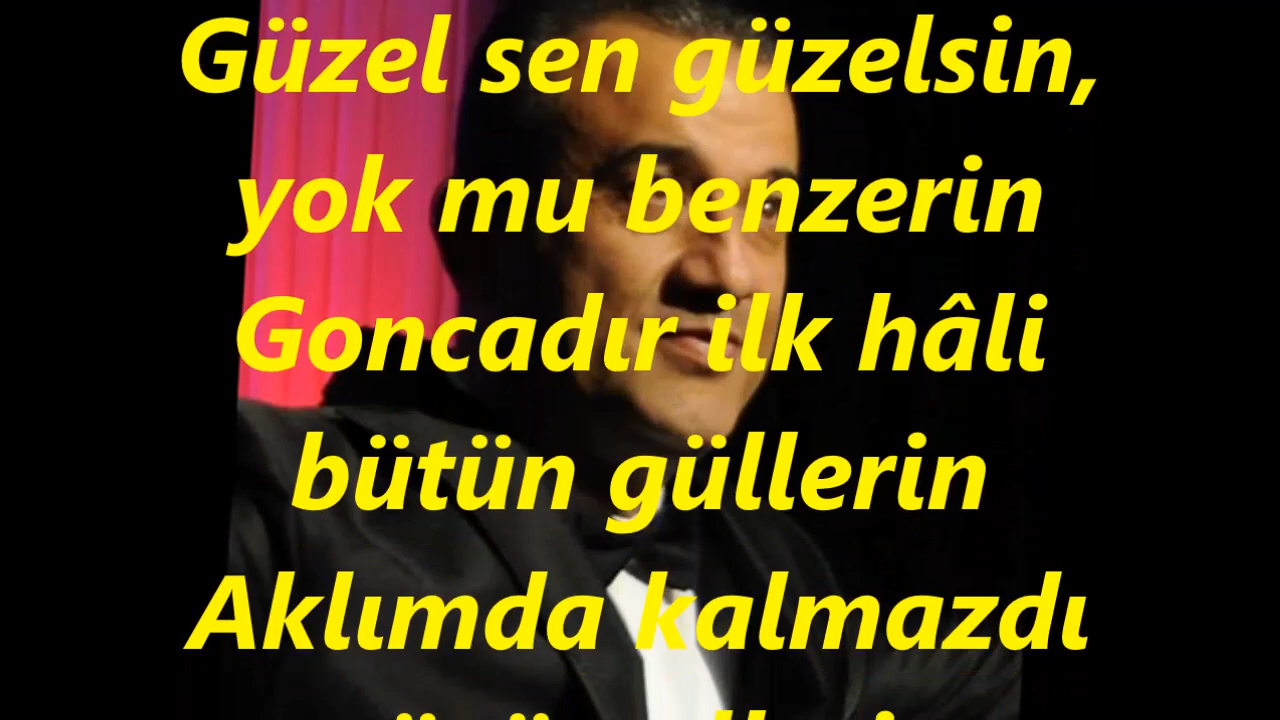 Güzel sen güzelsin,
yok mu benzerin
Goncadır ilk hâli
bütün güllerin
Aklımda kalmazdı